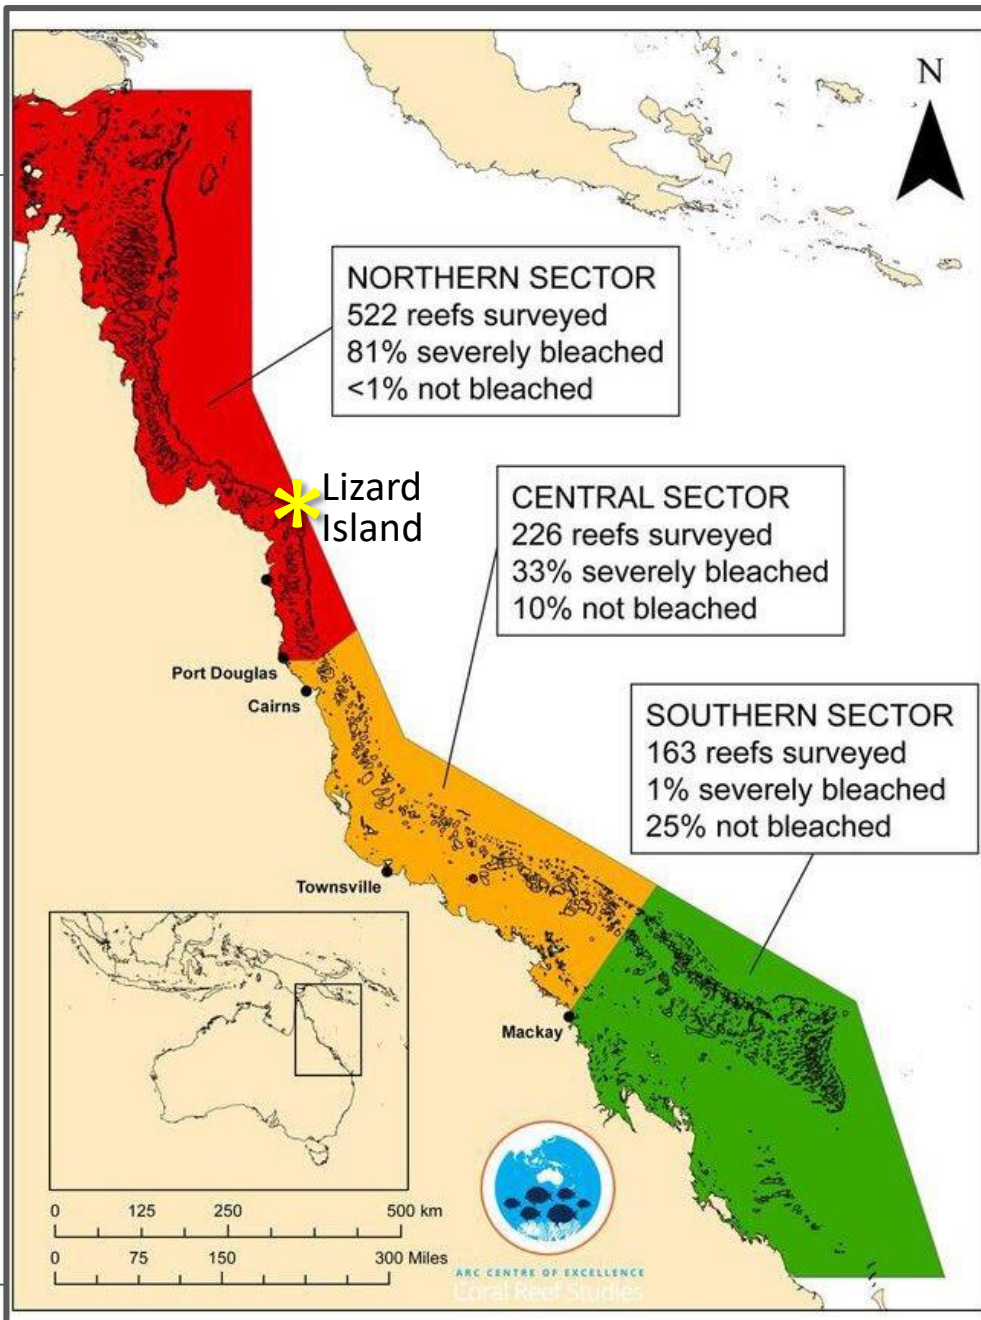 N
NORTHERN SECTOR
522 reefs surveyed
81% severely bleached
<1% not bleached
Lizard
Island
CENTRAL SECTOR
226 reefs surveyed
33% severely bleached
10% not bleached
Port Douglas
Cairns
SOUTHERN SECTOR
163 reefs surveyed
1% severely bleached
25% not bleached
Townsville
Mackay
0 125 250 500 km
0 75 150 300 Miles
ARC CENTRE OF EXCELLENCE
Coral Reef Studies